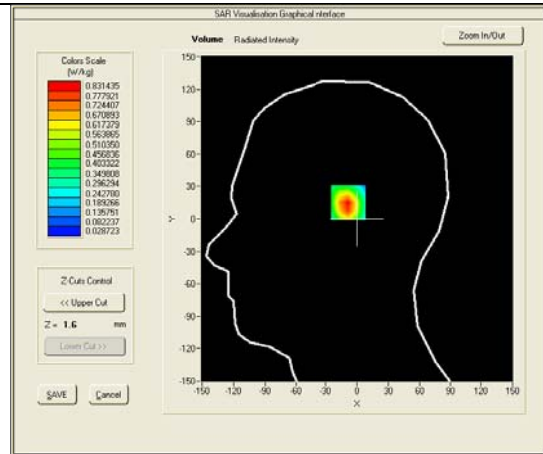 SAR Visualisation Graphical nterface
Volume Radiated Intensity
Zoom In/Out
Colors Scale
(W/kg)
0.831435
0.777921
0.724407
0.670893
0.617379
0.563865
0.510350
0.456836
0.403322
0.349808
0.296294
0.242780
0.189266
0.135751
0.082237
0.028723
Z-Cuts Control
<< Upper Cut
Z = 1.6 mm
Lower Cut >>
SAVE
Cancel
150
120
90
60
30
0
-30
-60
-90
-120
-150
Y
-150 -120 -90 -60 -30 0 30 60 90 120 150
X